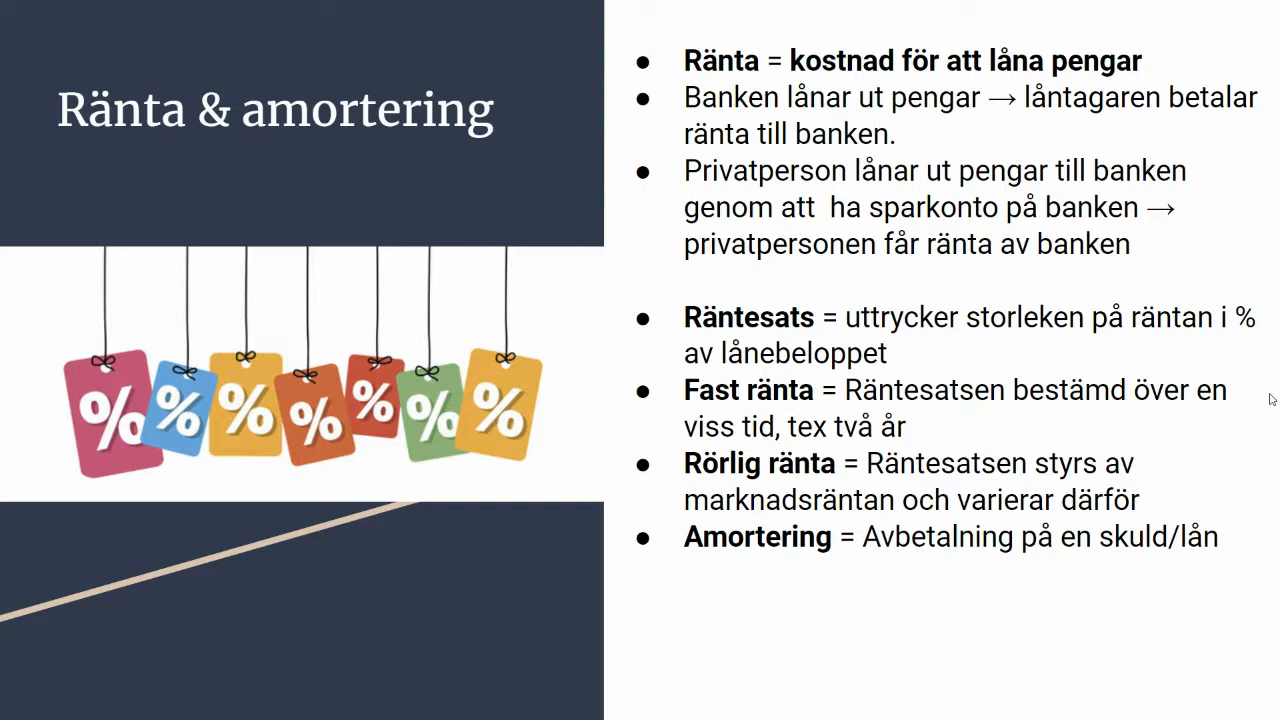 Ränta & amortering
● Ränta = kostnad för att låna pengar
● Banken lånar ut pengar → låntagaren betalar
ränta till banken.
● Privatperson lånar ut pengar till banken
genom att  ha sparkonto på banken →
privatpersonen får ränta av banken
● Räntesats = uttrycker storleken på räntan i %
av lånebeloppet
● Fast ränta = Räntesatsen bestämd över en
viss tid, tex två år
● Rörlig ränta = Räntesatsen styrs av
marknadsräntan och varierar därför
● Amortering = Avbetalning på en skuld/lån
% % % % % % %